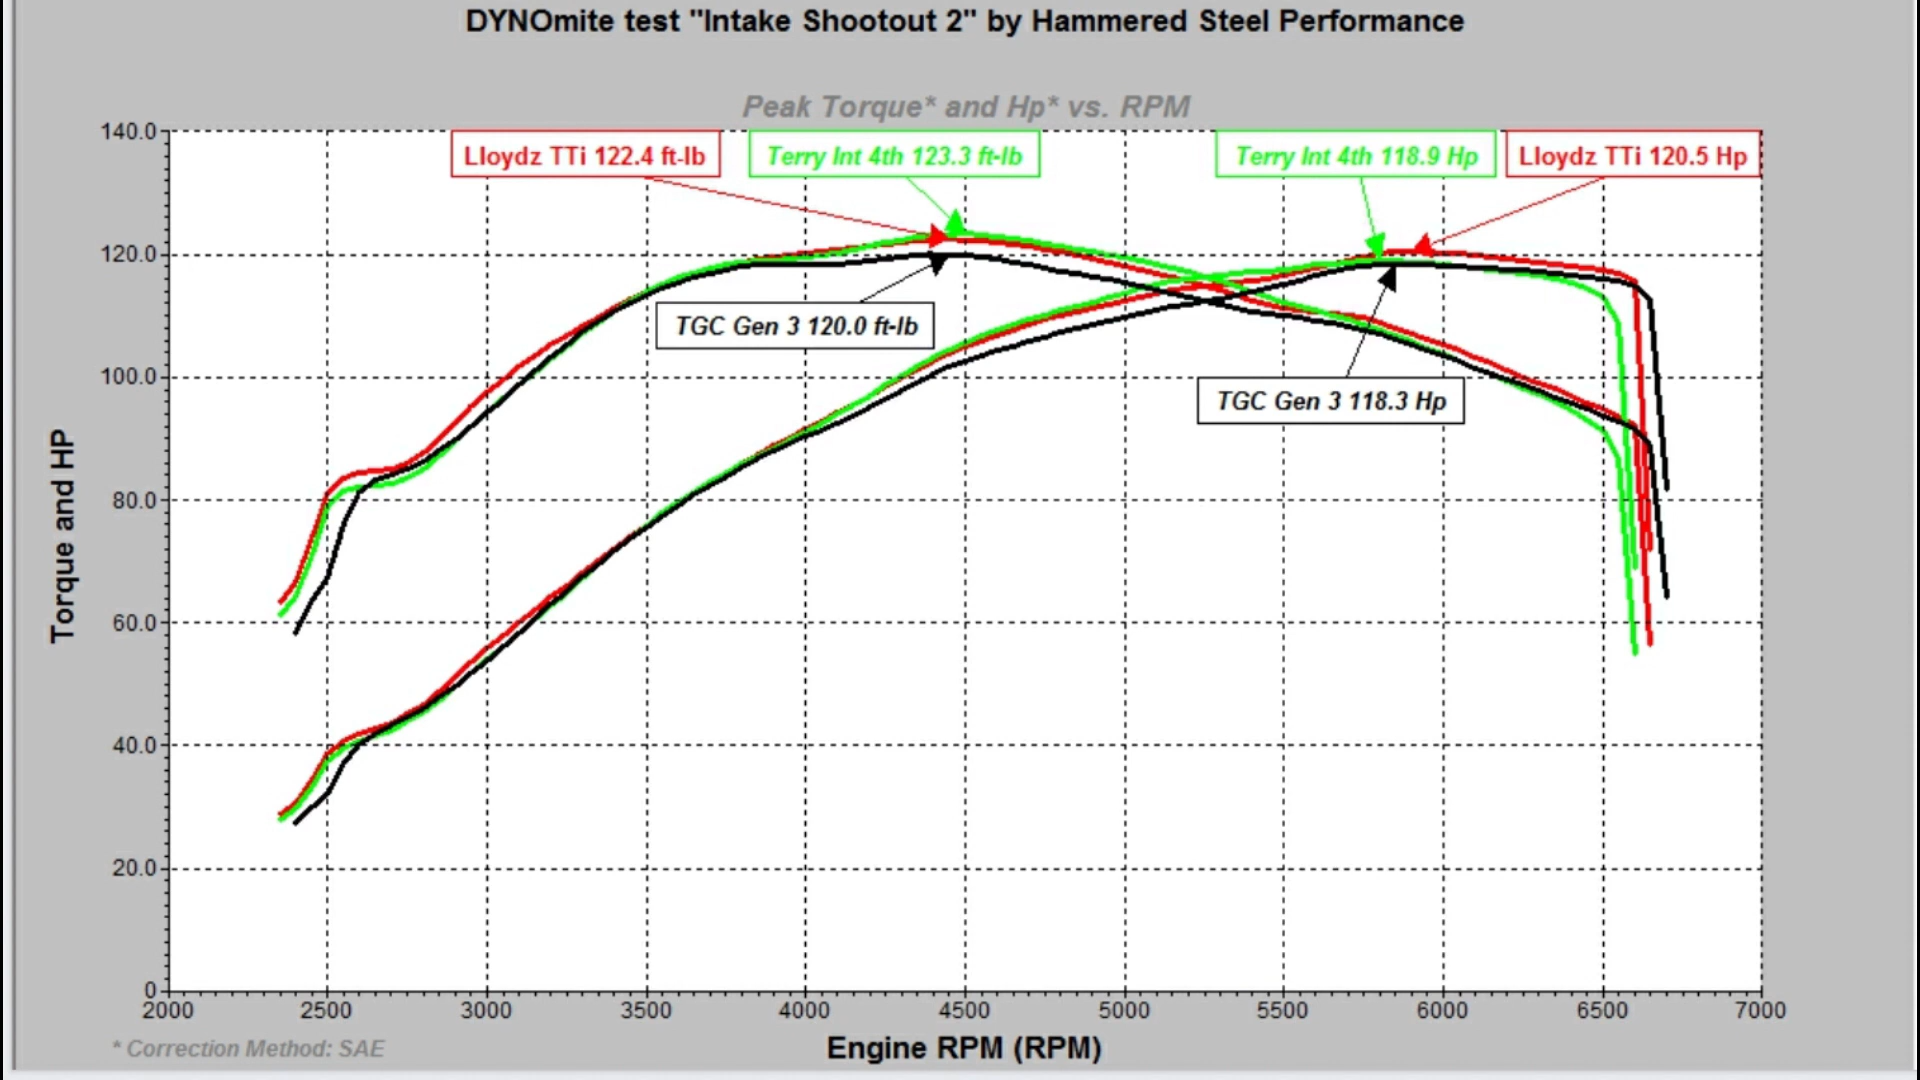 DYNOmite test "Intake Shootout 2" by Hammered Steel Performance
Peak Torque* and Hp* vs. RPM
140.0
Lloydz TTi 122.4 ft-lb
Terry Int 4th 123.3 ft-lb
Terry Int 4th 118.9 Hp
Lloydz TTi 120.5 Hp
120.0
TGC Gen 3 120.0 ft-lb
100.0
TGC Gen 3 118.3 Hp
80.0
Torque and HP
60.0
40.0
20.0
0
2000 2500 3000 3500 4000 4500 5000 5500 6000 6500 7000
* Correction Method: SAE
Engine RPM (RPM)